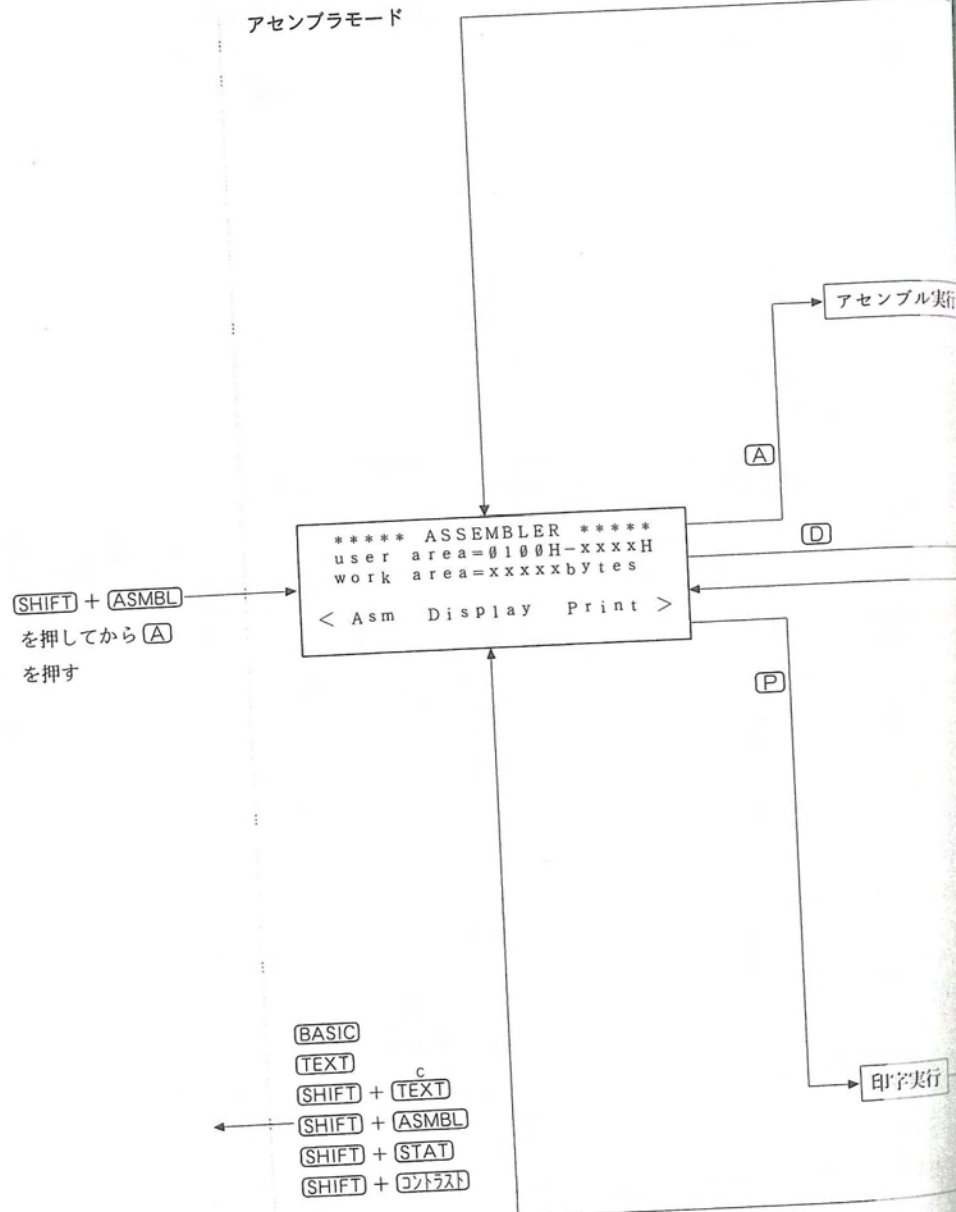 アセンブラモード
アセンブル実行
A
***** ASSEMBLER *****
user area=0100H-xxxxH
work area=xxxxxbytes
< Asm Display Print >
D
SHIFT + ASMBL
を押してから A
を押す
P
BASIC
TEXT
C
SHIFT + TEXT
SHIFT + ASMBL
SHIFT + STAT
SHIFT + コントラスト
印字実行